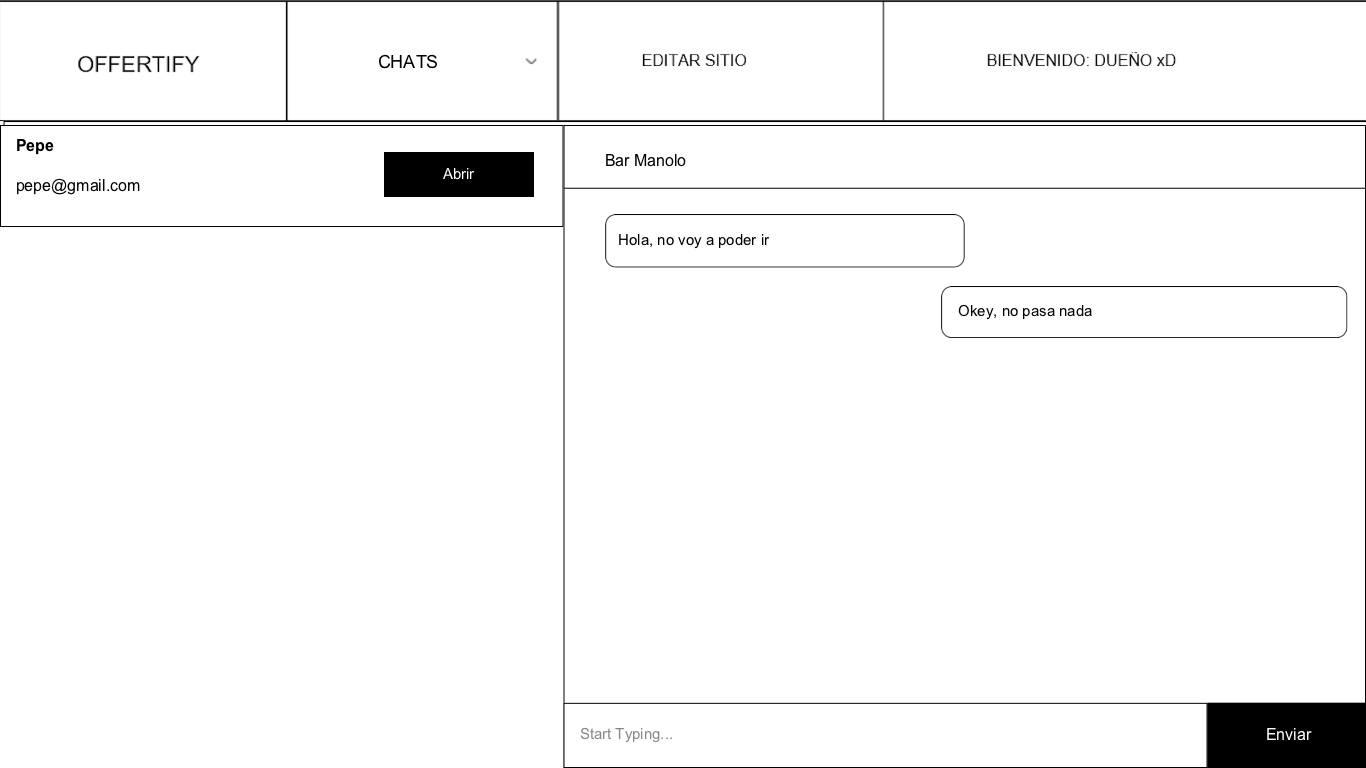 OFFERTIFY
CHATS
EDITAR SITIO
BIENVENIDO: DUEÑO xD
Pepe
pepe@gmail.com
Abrir
Bar Manolo
Hola, no voy a poder ir
Okey, no pasa nada
Start Typing...
Enviar